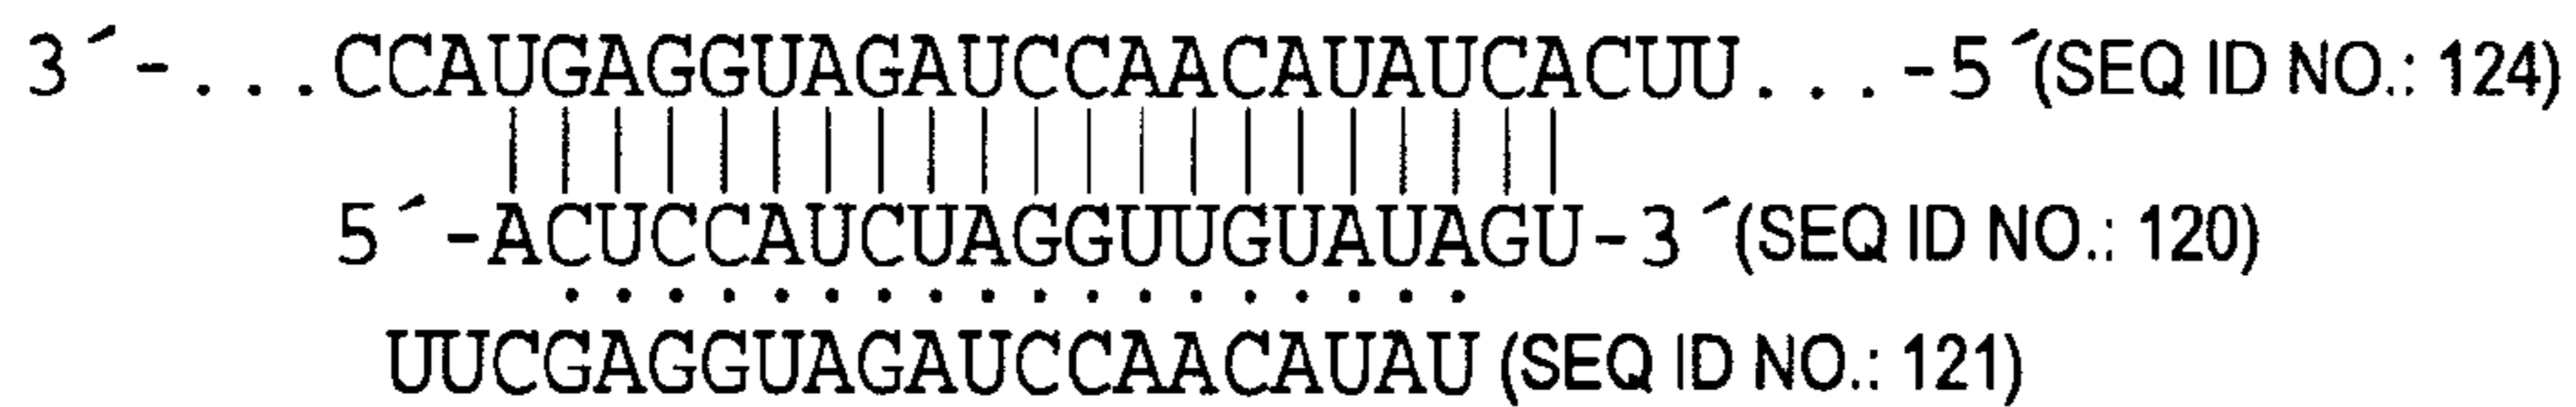 3´-...CCAUGAGGUAGAUCCAACAUAUCACUU...-5´(SEQ ID NO.: 124)
5´-ACUCCAUCUAGGUUGUAUAGU-3´(SEQ ID NO.: 120)
UUCGAGGUAGAUCCAACAUAU (SEQ ID NO.: 121)